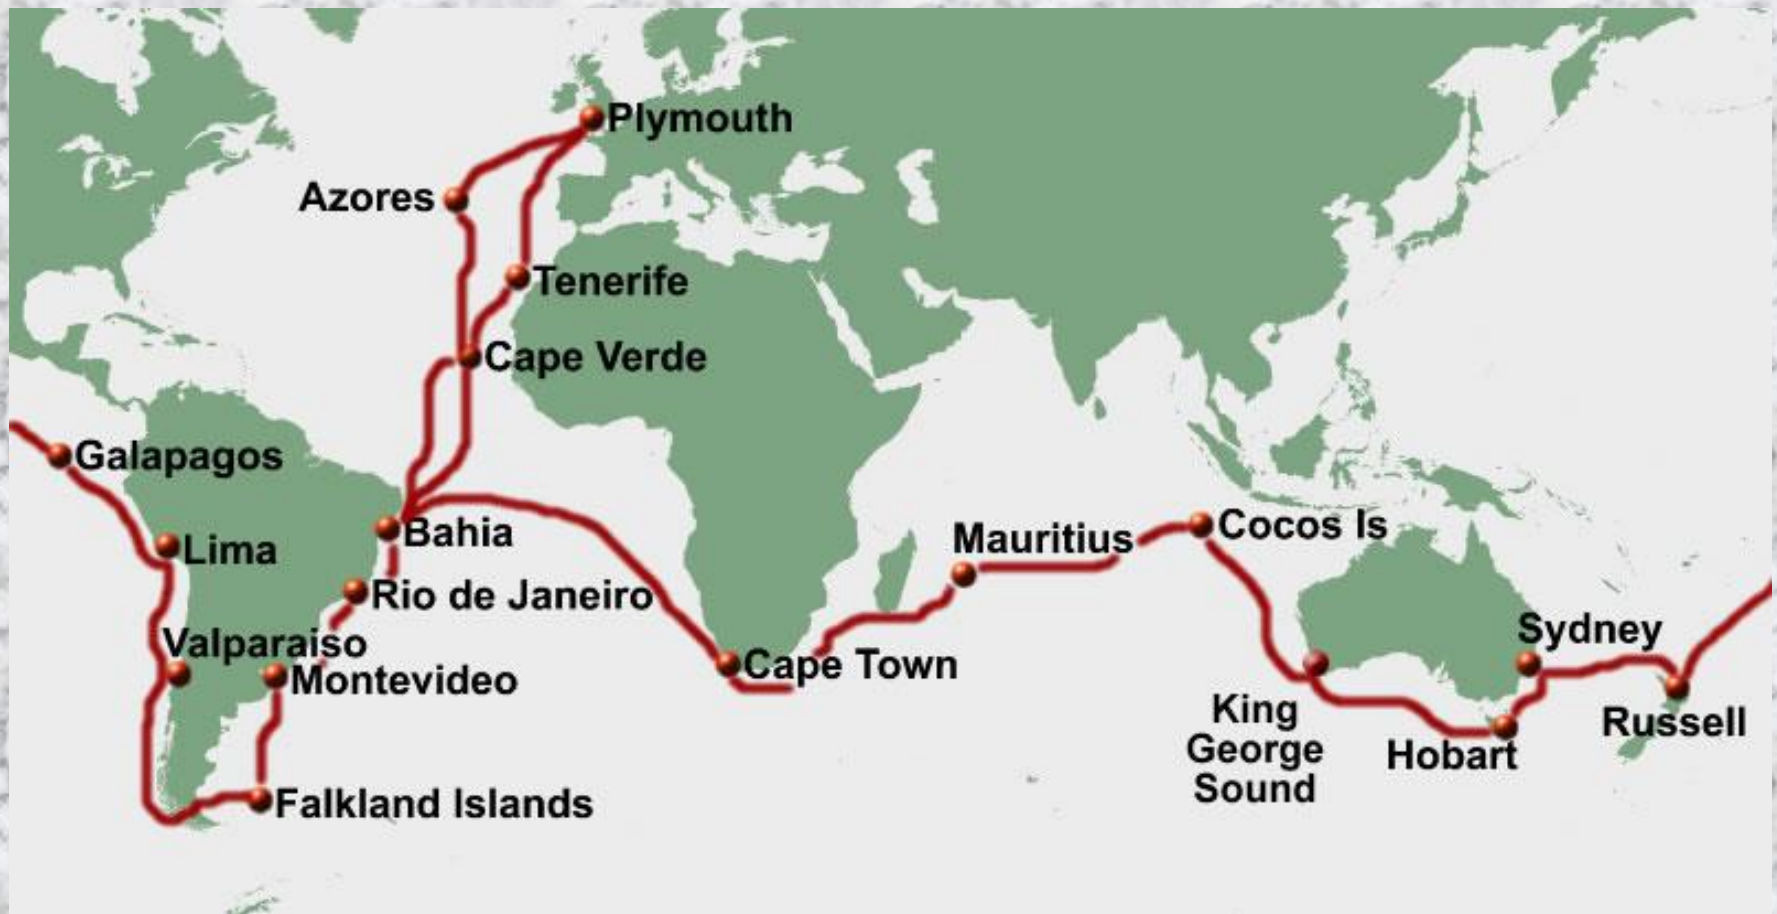 Plymouth
Azores
Tenerife
Cape Verde
Galapagos
Bahia
Lima
Cocos Is
Mauritius
Rio de Janeiro
Valparaiso
Montevideo
Cape Town
Sydney
King
George
Sound
Russell
Hobart
Falkland Islands